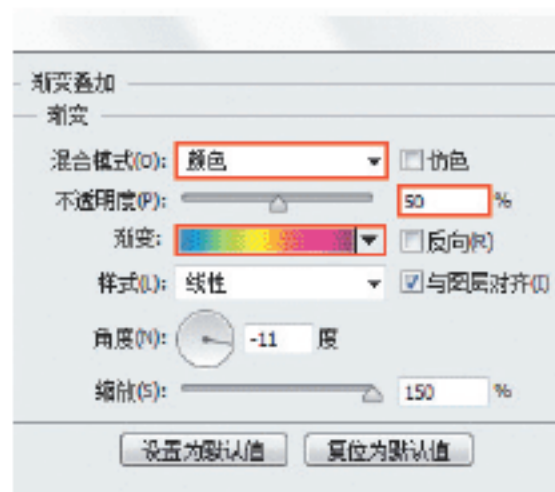 渐变叠加
渐变
混合模式(O): 颜色 仿色
不透明度(P): 50 %
渐变: 反向(R)
样式(L): 线性 与图层对齐(I)
角度(N): -11 度
缩放(S): 150 %
设置为默认值 复位为默认值